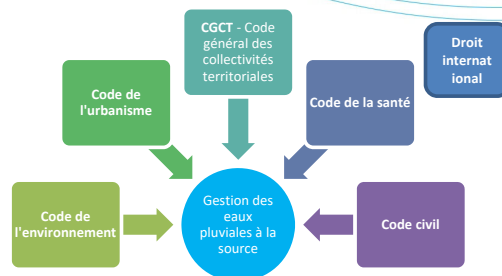 CGCT - Code
général des
collectivités
territoriales
Droit
internat
ional
Code de
l'urbanisme
Code de la santé
Code de
l'environnement
Gestion des
eaux
pluviales à la
source
Code civil